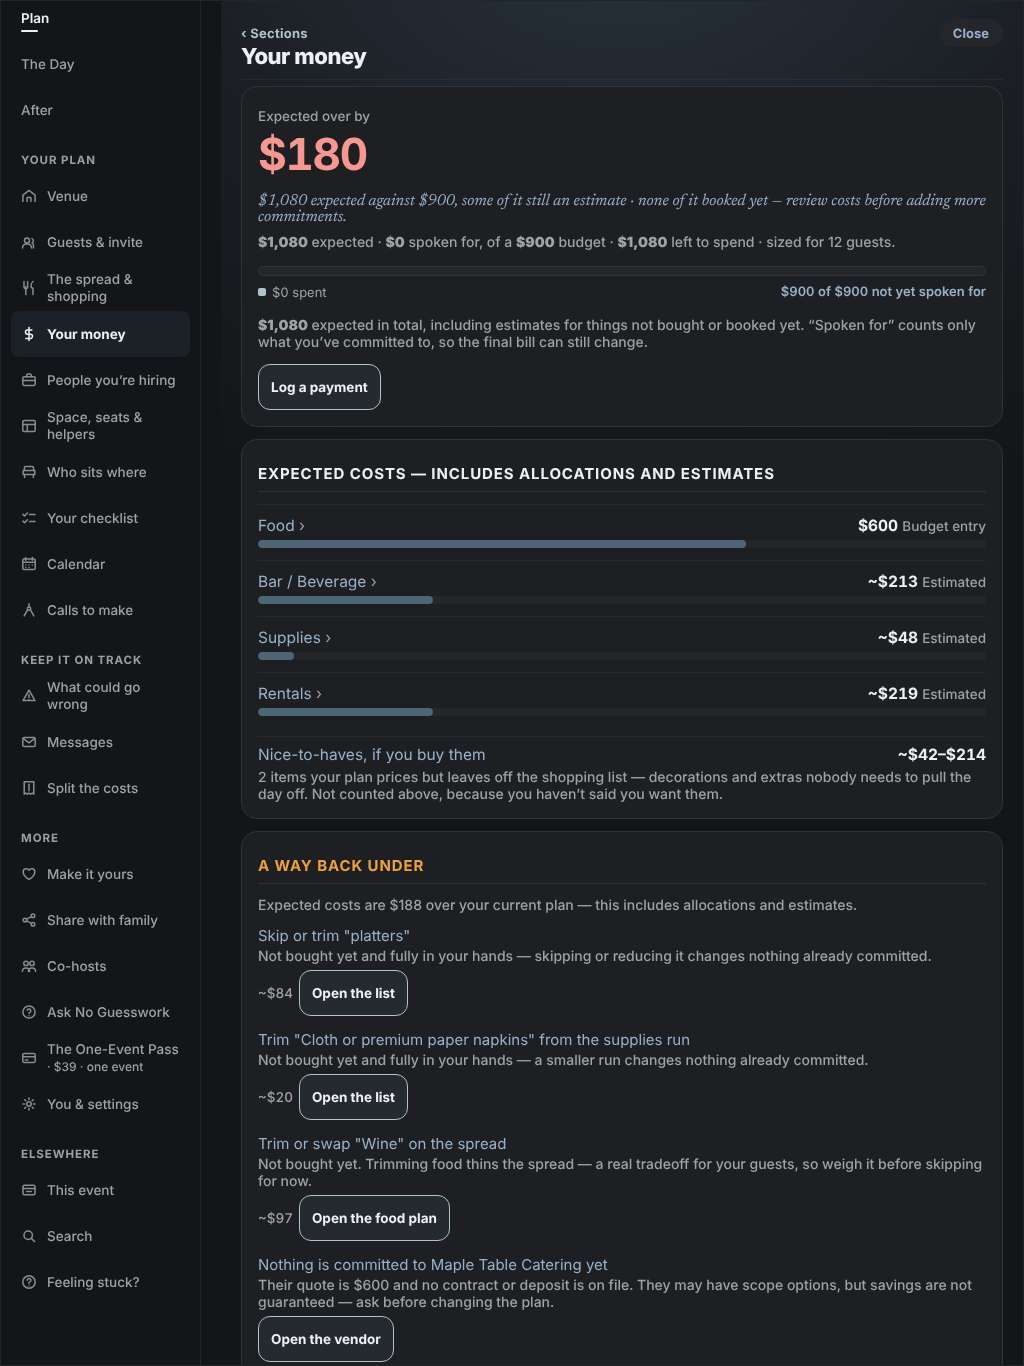 Plan
The Day
After
YOUR PLAN
Venue
Guests & invite
The spread &
shopping
Your money
People you’re hiring
Space, seats &
helpers
Who sits where
Your checklist
Calendar
Calls to make
KEEP IT ON TRACK
What could go
wrong
Messages
Split the costs
MORE
Make it yours
Share with family
Co-hosts
Ask No Guesswork
The One-Event Pass
· $39 · one event
You & settings
ELSEWHERE
This event
Search
Feeling stuck?
‹ Sections
Close
Your money
Expected over by
$180
$1,080 expected against $900, some of it still an estimate · none of it booked yet — review costs before adding more
commitments.
$1,080 expected · $0 spoken for, of a $900 budget · $1,080 left to spend · sized for 12 guests.
$0 spent
$900 of $900 not yet spoken for
$1,080 expected in total, including estimates for things not bought or booked yet. “Spoken for” counts only
what you’ve committed to, so the final bill can still change.
Log a payment
EXPECTED COSTS — INCLUDES ALLOCATIONS AND ESTIMATES
Food › $600 Budget entry
Bar / Beverage › ~$213 Estimated
Supplies › ~$48 Estimated
Rentals › ~$219 Estimated
Nice-to-haves, if you buy them ~$42–$214
2 items your plan prices but leaves off the shopping list — decorations and extras nobody needs to pull the
day off. Not counted above, because you haven’t said you want them.
A WAY BACK UNDER
Expected costs are $188 over your current plan — this includes allocations and estimates.
Skip or trim "platters"
Not bought yet and fully in your hands — skipping or reducing it changes nothing already committed.
~$84 Open the list
Trim "Cloth or premium paper napkins" from the supplies run
Not bought yet and fully in your hands — a smaller run changes nothing already committed.
~$20 Open the list
Trim or swap "Wine" on the spread
Not bought yet. Trimming food thins the spread — a real tradeoff for your guests, so weigh it before skipping
for now.
~$97 Open the food plan
Nothing is committed to Maple Table Catering yet
Their quote is $600 and no contract or deposit is on file. They may have scope options, but savings are not
guaranteed — ask before changing the plan.
Open the vendor